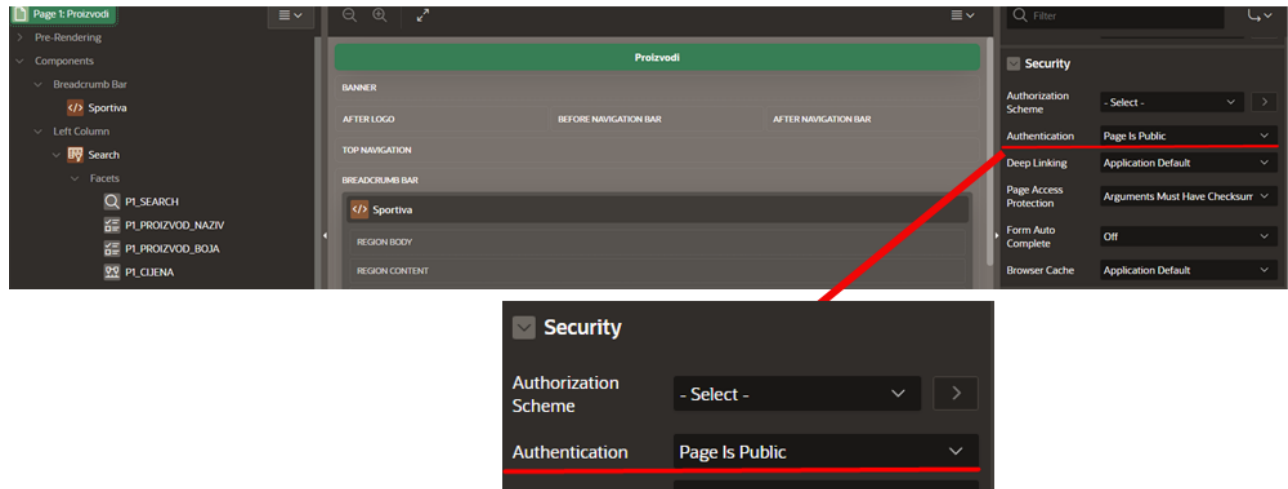 Page 1: Proizvodi
Pre-Rendering
Components
Breadcrumb Bar
</> Sportiva
Left Column
Search
Facets
P1_SEARCH
P1_PROIZVOD_NAZIV
P1_PROIZVOD_BOJA
P1_CIJENA
Proizvodi
BANNER
AFTER LOGO BEFORE NAVIGATION BAR AFTER NAVIGATION BAR
TOP NAVIGATION
BREADCRUMB BAR
</> Sportiva
REGION BODY
REGION CONTENT
Filter
Security
Authorization Scheme - Select -
Authentication Page Is Public
Deep Linking Application Default
Page Access Protection Arguments Must Have Checksum
Form Auto Complete Off
Browser Cache Application Default
Security
Authorization
Scheme - Select -
Authentication Page Is Public